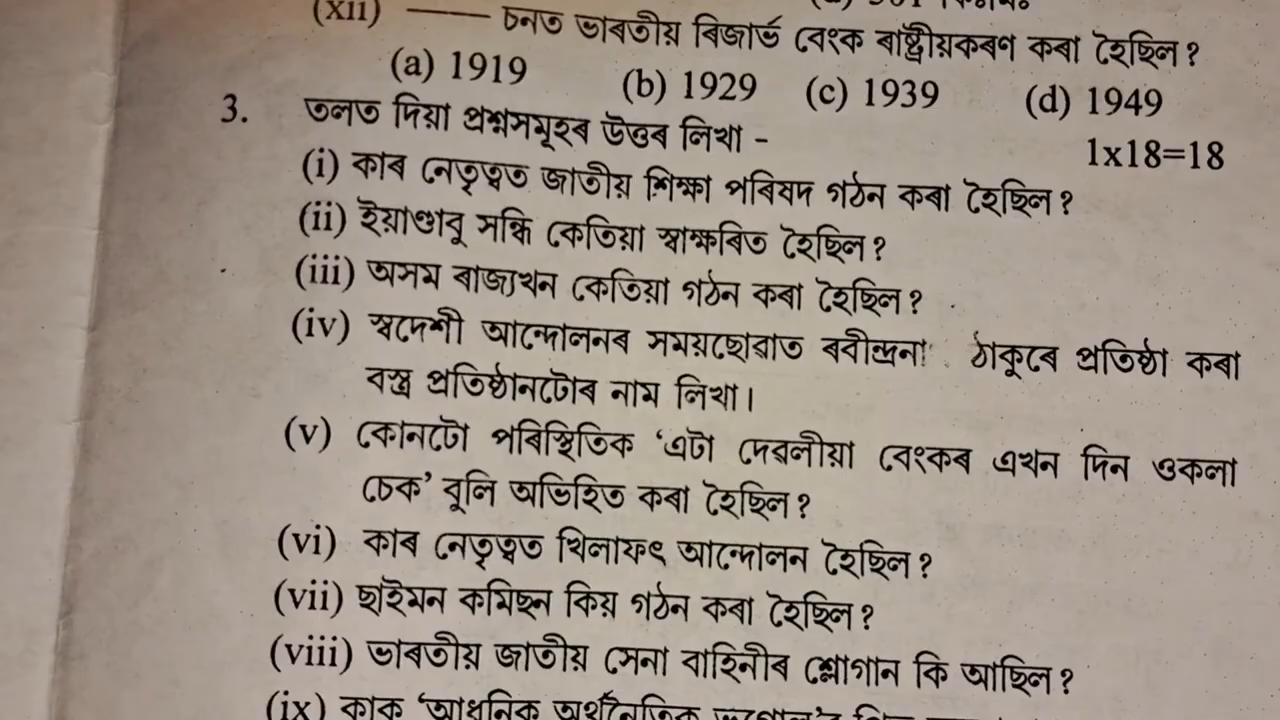 (xii) —— চনত ভাৰতীয় ৰিজাৰ্ভ বেংক ৰাষ্ট্ৰীয়কৰণ কৰা হৈছিল?
(a) 1919 (b) 1929 (c) 1939 (d) 1949
3. তলত দিয়া প্ৰশ্নসমূহৰ উত্তৰ লিখা - 1x18=18
(i) কাৰ নেতৃত্বত জাতীয় শিক্ষা পৰিষদ গঠন কৰা হৈছিল?
(ii) ইয়াণ্ডাবু সন্ধি কেতিয়া স্বাক্ষৰিত হৈছিল?
(iii) অসম ৰাজ্যখন কেতিয়া গঠন কৰা হৈছিল?
(iv) স্বদেশী আন্দোলনৰ সময়ছোৱাত ৰবীন্দ্ৰনা ঠাকুৰে প্ৰতিষ্ঠা কৰা
বস্ত্ৰ প্ৰতিষ্ঠানটোৰ নাম লিখা।
(v) কোনটো পৰিস্থিতিক ‘এটা দেৱলীয়া বেংকৰ এখন দিন ওকলা
চেক’ বুলি অভিহিত কৰা হৈছিল?
(vi) কাৰ নেতৃত্বত খিলাফৎ আন্দোলন হৈছিল?
(vii) ছাইমন কমিছন কিয় গঠন কৰা হৈছিল?
(viii) ভাৰতীয় জাতীয় সেনা বাহিনীৰ শ্লোগান কি আছিল?
(ix) কাক ‘আধুনিক অৰ্থনৈতিক